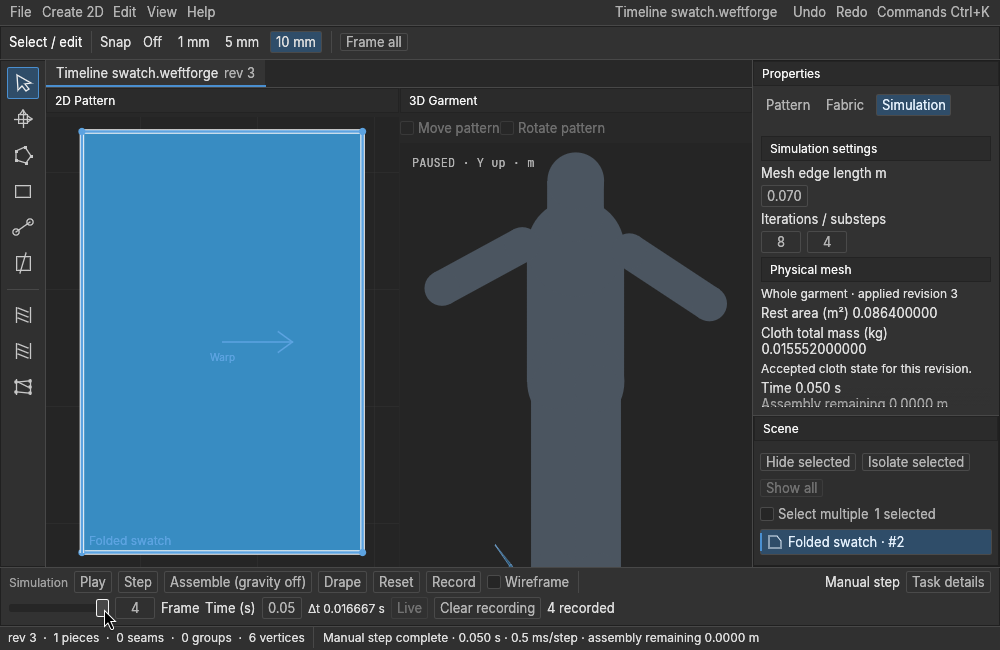 File Create 2D Edit View Help Timeline swatch.weftforge Undo Redo Commands Ctrl+K
Select / edit Snap Off 1 mm 5 mm 10 mm Frame all
Timeline swatch.weftforge rev 3
2D Pattern
Warp
Folded swatch
3D Garment
Move pattern Rotate pattern
PAUSED · Y up · m
Properties
Pattern Fabric Simulation
Simulation settings
Mesh edge length m
0.070
Iterations / substeps
8 4
Physical mesh
Whole garment · applied revision 3
Rest area (m²) 0.086400000
Cloth total mass (kg)
0.015552000000
Accepted cloth state for this revision.
Time 0.050 s
Assembly remaining 0.0000 m
Scene
Hide selected Isolate selected
Show all
Select multiple 1 selected
Folded swatch · #2
Simulation Play Step Assemble (gravity off) Drape Reset Record Wireframe Manual step Task details
4 Frame Time (s) 0.05 Δt 0.016667 s Live Clear recording 4 recorded
rev 3 · 1 pieces · 0 seams · 0 groups · 6 vertices Manual step complete · 0.050 s · 0.5 ms/step · assembly remaining 0.0000 m